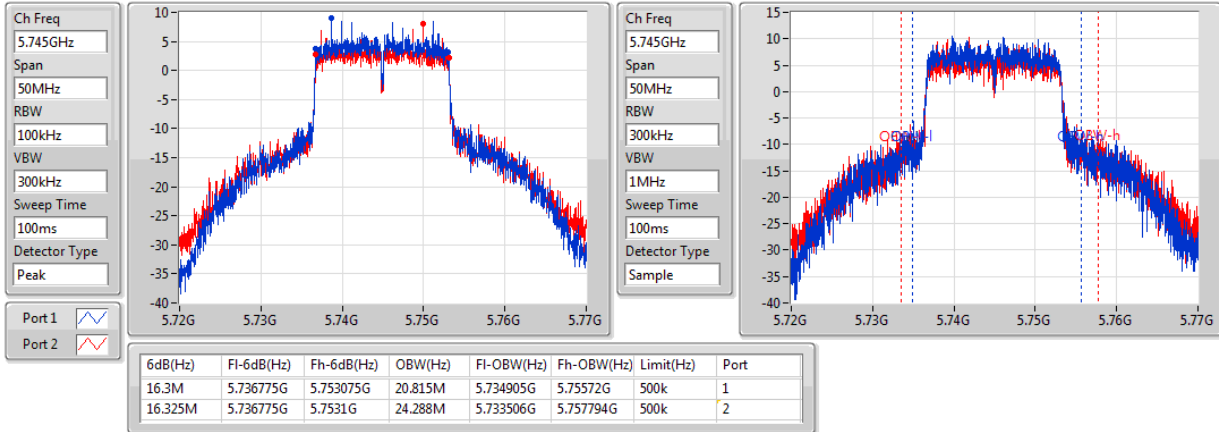 Ch Freq
5.745GHz
Span
50MHz
RBW
100kHz
VBW
300kHz
Sweep Time
100ms
Detector Type
Peak
Port 1
Port 2
10
5
0
-5
-10
-15
-20
-25
-30
-35
-40
5.72G 5.73G 5.74G 5.75G 5.76G 5.77G
Ch Freq
5.745GHz
Span
50MHz
RBW
300kHz
VBW
1MHz
Sweep Time
100ms
Detector Type
Sample
15
10
5
0
-5
-10
-15
-20
-25
-30
-35
-40
5.72G 5.73G 5.74G 5.75G 5.76G 5.77G
6dB(Hz) Fl-6dB(Hz) Fh-6dB(Hz) OBW(Hz) Fl-OBW(Hz) Fh-OBW(Hz) Limit(Hz) Port
16.3M 5.736775G 5.753075G 20.815M 5.734905G 5.75572G 500k 1
16.325M 5.736775G 5.7531G 24.288M 5.733506G 5.757794G 500k 2